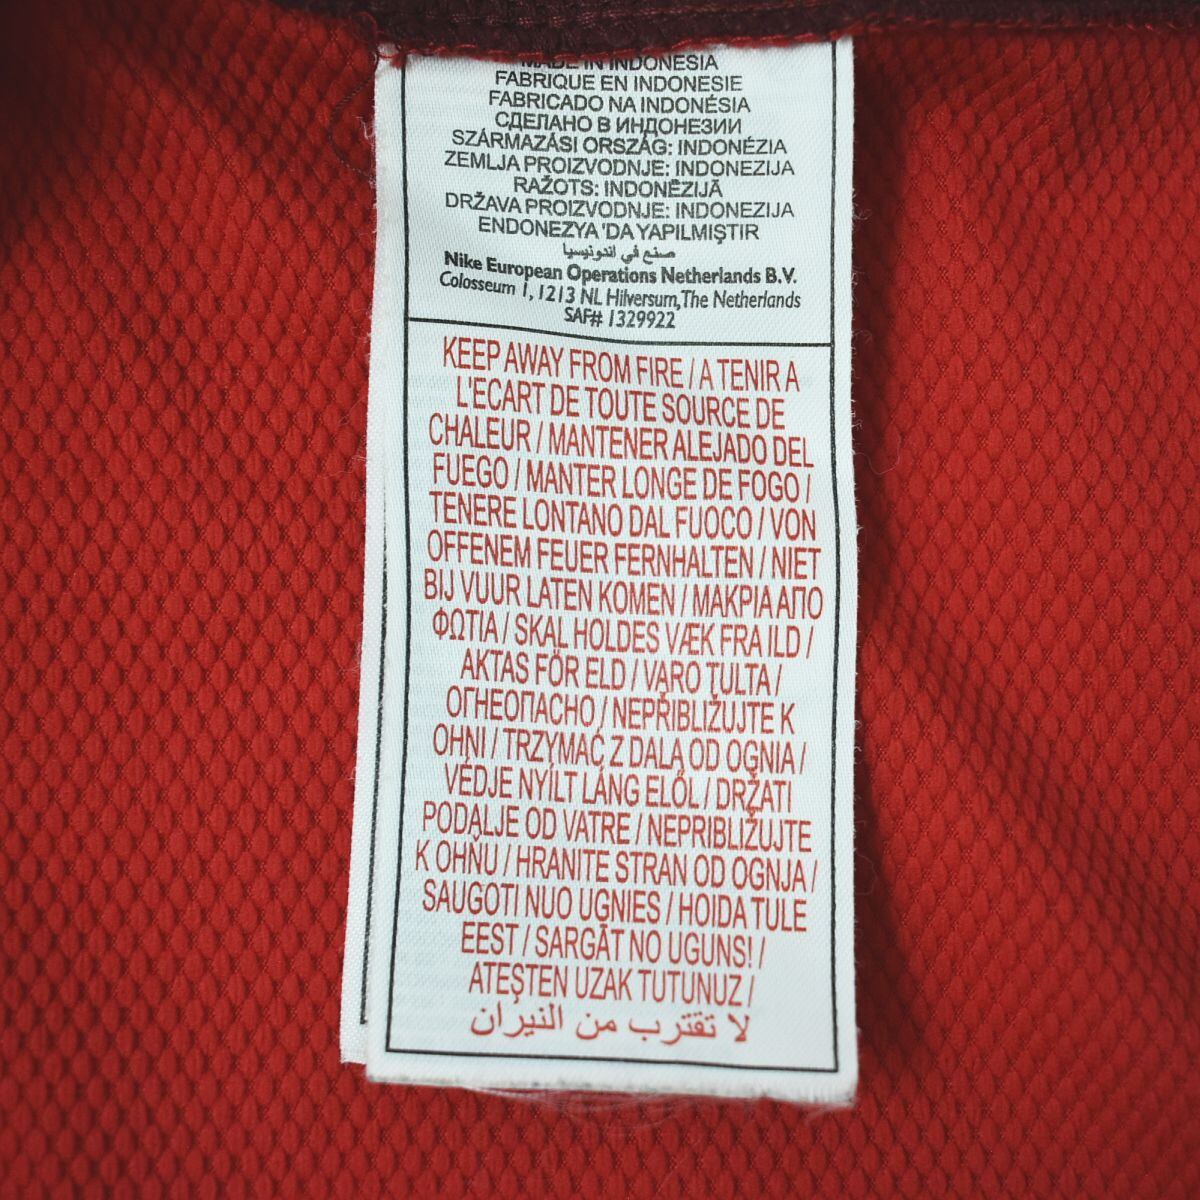 MADE IN INDONESIA
FABRIQUE EN INDONESIE
FABRICADO NA INDONÉSIA
СДЕЛАНО В ИНДОНЕЗИИ
SZÁRMAZÁSI ORSZÁG: INDONÉZIA
ZEMLJA PROIZVODNJE: INDONEZIJA
RAŽOTS: INDONĒZIJĀ
DRŽAVA PROIZVODNJE: INDONEZIJA
ENDONEZYA 'DA YAPILMIŞTIR
صنع في اندونيسيا
Nike European Operations Netherlands B.V.
Colosseum 1, 1213 NL Hilversum, The Netherlands
SAF# 1329922
KEEP AWAY FROM FIRE / A TENIR A
L'ECART DE TOUTE SOURCE DE
CHALEUR / MANTENER ALEJADO DEL
FUEGO / MANTER LONGE DE FOGO /
TENERE LONTANO DAL FUOCO / VON
OFFENEM FEUER FERNHALTEN / NIET
BIJ VUUR LATEN KOMEN / ΜΑΚΡΙΑ ΑΠΟ
ΦΩΤΙΑ / SKAL HOLDES VÆK FRA ILD /
AKTAS FÖR ELD / VARO TULTA /
ОГНЕОПАСНО / NEPŘIBLIŽUJTE K
OHNI / TRZYMAĆ Z DALA OD OGNIA /
VÉDJE NYÍLT LÁNG ELŐL / DRŽATI
PODALJE OD VATRE / NEPRIBLIŽUJTE
K OHŇU / HRANITE STRAN OD OGNJA /
SAUGOTI NUO UGNIES / HOIDA TULE
EEST / SARGĀT NO UGUNS! /
ATEŞTEN UZAK TUTUNUZ /
لا تقترب من النيران